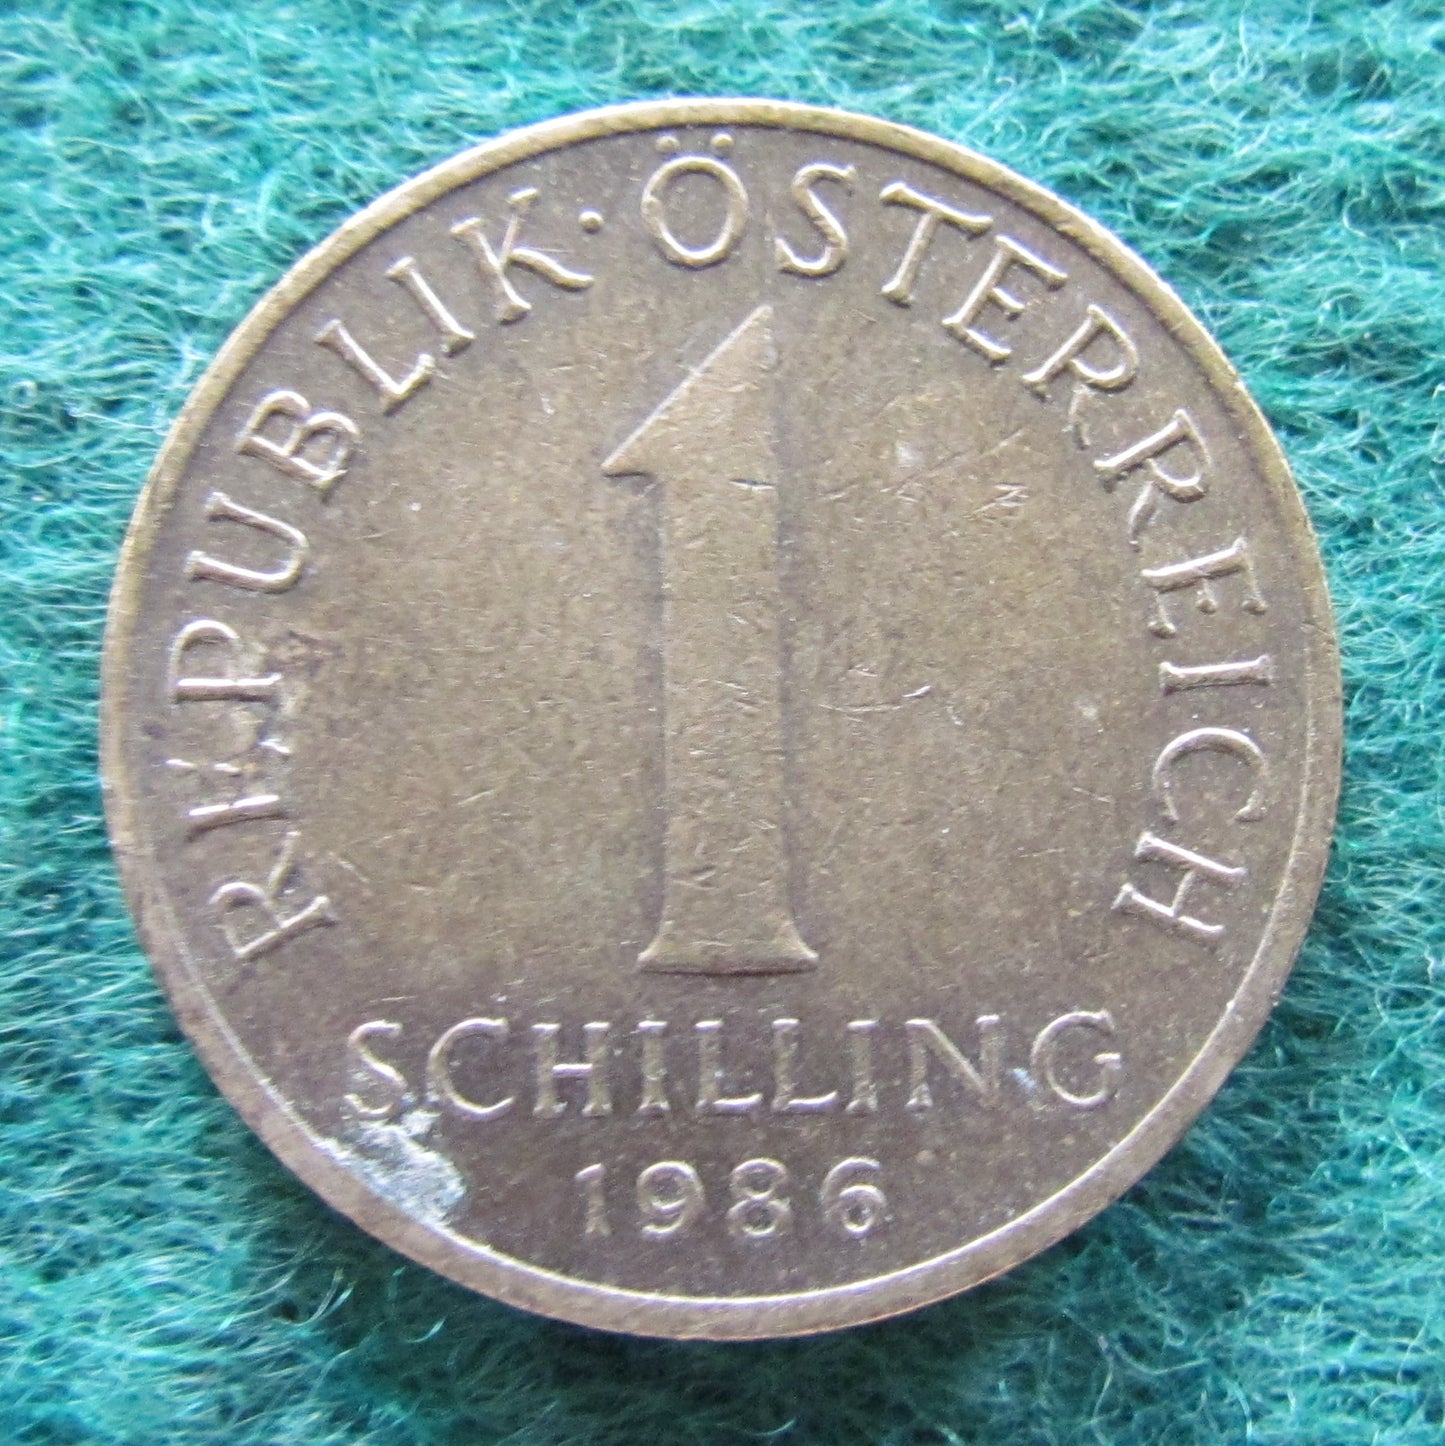 REPUBLIK · ÖSTERREICH
1
SCHILLING
1986